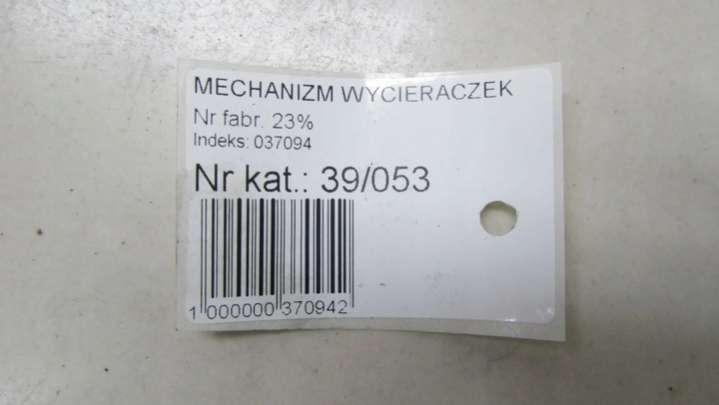 MECHANIZM WYCIERACZEK
Nr fabr. 23%
Indeks: 037094
Nr kat.: 39/053
1 000000 370942